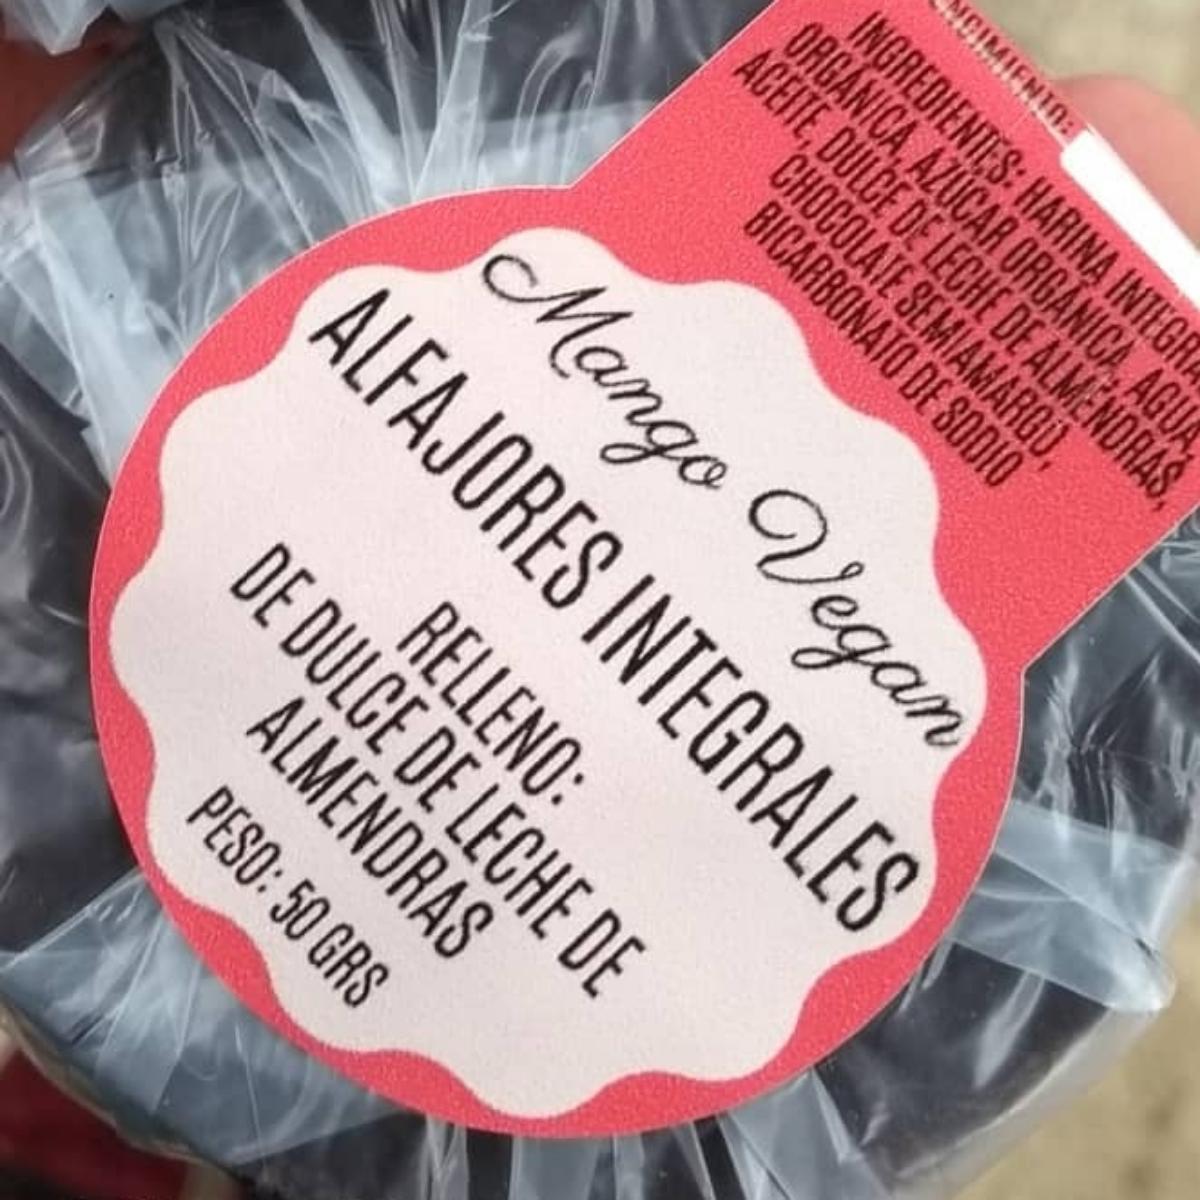 Mango Vegan
ALFAJORES INTEGRALES
RELLENO:
DE DULCE DE LECHE DE
ALMENDRAS
PESO: 50 GRS
INGREDIENTES: HARINA INTEGRA
ORGÁNICA, AZÚCAR ORGÁNICA, AGUA,
ACEITE, DULCE DE LECHE DE ALMENDRAS,
CHOCOLATE SEMIAMARGO,
BICARBONATO DE SODIO